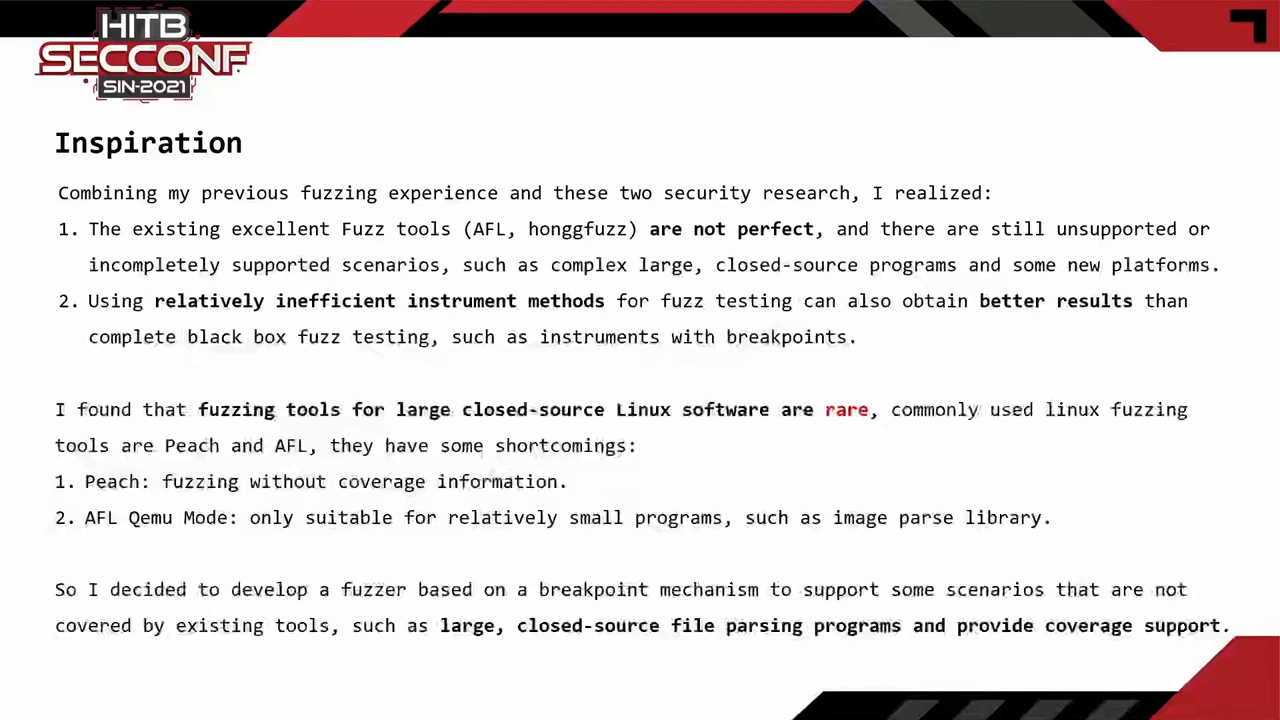 HITB
SECCONF
SIN-2021
Inspiration
Combining my previous fuzzing experience and these two security research, I realized:
1. The existing excellent Fuzz tools (AFL, honggfuzz) are not perfect, and there are still unsupported or
incompletely supported scenarios, such as complex large, closed-source programs and some new platforms.
2. Using relatively inefficient instrument methods for fuzz testing can also obtain better results than
complete black box fuzz testing, such as instruments with breakpoints.
I found that fuzzing tools for large closed-source Linux software are rare, commonly used linux fuzzing
tools are Peach and AFL, they have some shortcomings:
1. Peach: fuzzing without coverage information.
2. AFL Qemu Mode: only suitable for relatively small programs, such as image parse library.
So I decided to develop a fuzzer based on a breakpoint mechanism to support some scenarios that are not
covered by existing tools, such as large, closed-source file parsing programs and provide coverage support.